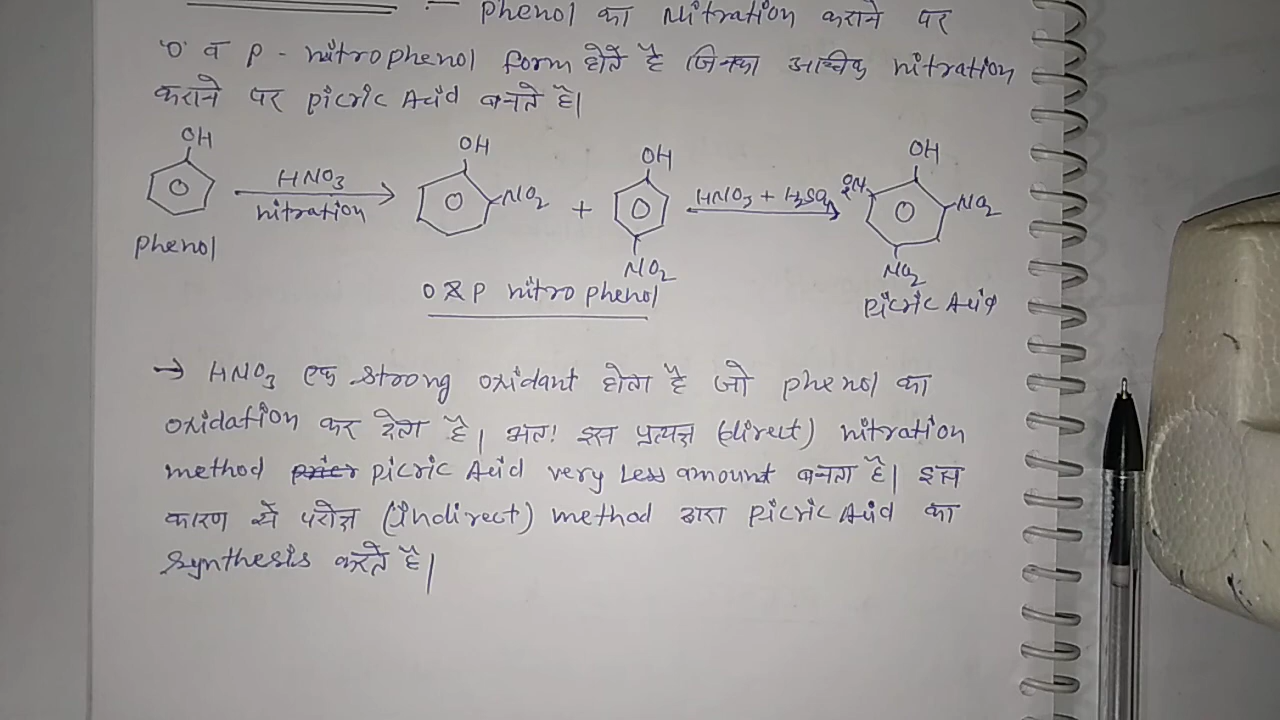 :- Phenol का Nitration कराने पर
'O' व P - nitrophenol form होते है जिनका अधिक nitration
कराने पर picric Acid बनते है।
OH
HNO3
nitration
Phenol
OH
NO2
+
OH
NO2
O & P nitrophenol
HNO3 + H2SO4
OH
O2N
NO2
NO2
Picric Acid
→ HNO3 एक strong oxidant होता है जो phenol का
oxidation कर देता है। अतः इस प्रत्यक्ष (direct) nitration
method picric Acid very Less amount बनता है। इस
कारण से परोक्ष (indirect) method द्वारा picric Acid का
synthesis करते है।